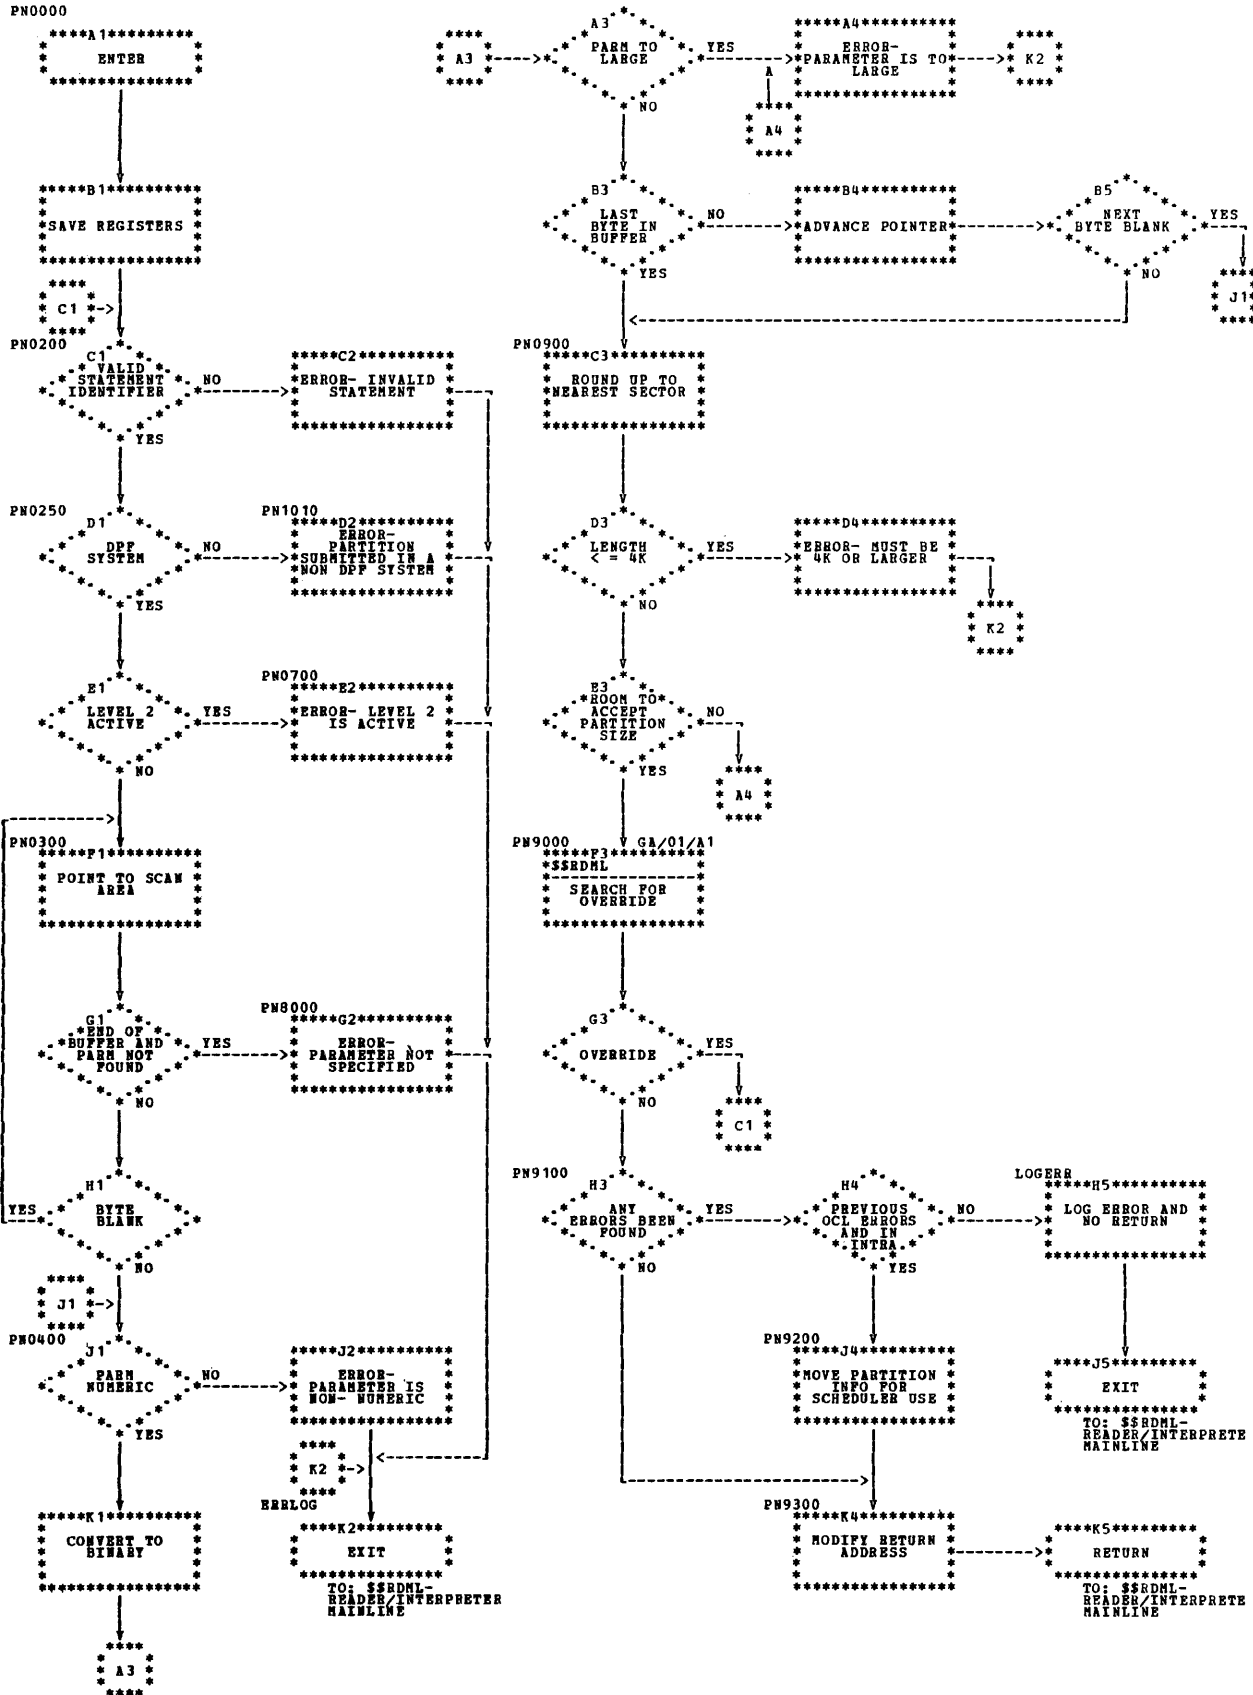 PN0000
A1
ENTER
B1
SAVE REGISTERS
C1
PN0200
C1
VALID
STATEMENT
IDENTIFIER
NO
YES
C2
ERROR- INVALID
STATEMENT
PN0250
D1
DPF
SYSTEM
NO
YES
PN1010
D2
ERROR-
PARTITION
SUBMITTED IN A
NON DPF SYSTEM
E1
LEVEL 2
ACTIVE
YES
NO
PN0700
E2
ERROR- LEVEL 2
IS ACTIVE
PN0300
F1
POINT TO SCAN
AREA
G1
END OF
BUFFER AND
PARM NOT
FOUND
YES
NO
PN8000
G2
ERROR-
PARAMETER NOT
SPECIFIED
H1
BYTE
BLANK
YES
NO
J1
PN0400
J1
PARM
NUMERIC
NO
YES
J2
ERROR-
PARAMETER IS
NON- NUMERIC
K2
ERRLOG
K1
CONVERT TO
BINARY
K2
EXIT
TO: $$RDML-
READER/INTERPRETER
MAINLINE
A3
A3
A3
PARM TO
LARGE
YES
NO
A4
ERROR-
PARAMETER IS TO
LARGE
K2
A
A4
B3
LAST
BYTE IN
BUFFER
NO
YES
B4
ADVANCE POINTER
B5
NEXT
BYTE BLANK
YES
NO
J1
PN0900
C3
ROUND UP TO
NEAREST SECTOR
D3
LENGTH
< = 4K
YES
NO
D4
ERROR- MUST BE
4K OR LARGER
K2
E3
ROOM TO
ACCEPT
PARTITION
SIZE
NO
YES
A4
PN9000
GA/01/A1
F3
$$RDML
SEARCH FOR
OVERRIDE
G3
OVERRIDE
YES
NO
C1
PN9100
H3
ANY
ERRORS BEEN
FOUND
YES
NO
H4
PREVIOUS
OCL ERRORS
AND IN
INTRA
NO
YES
LOGERR
H5
LOG ERROR AND
NO RETURN
PN9200
J4
MOVE PARTITION
INFO FOR
SCHEDULER USE
J5
EXIT
TO: $$RDML-
READER/INTERPRETE
MAINLINE
PN9300
K4
MODIFY RETURN
ADDRESS
K5
RETURN
TO: $$RDML-
READER/INTERPRETE
MAINLINE